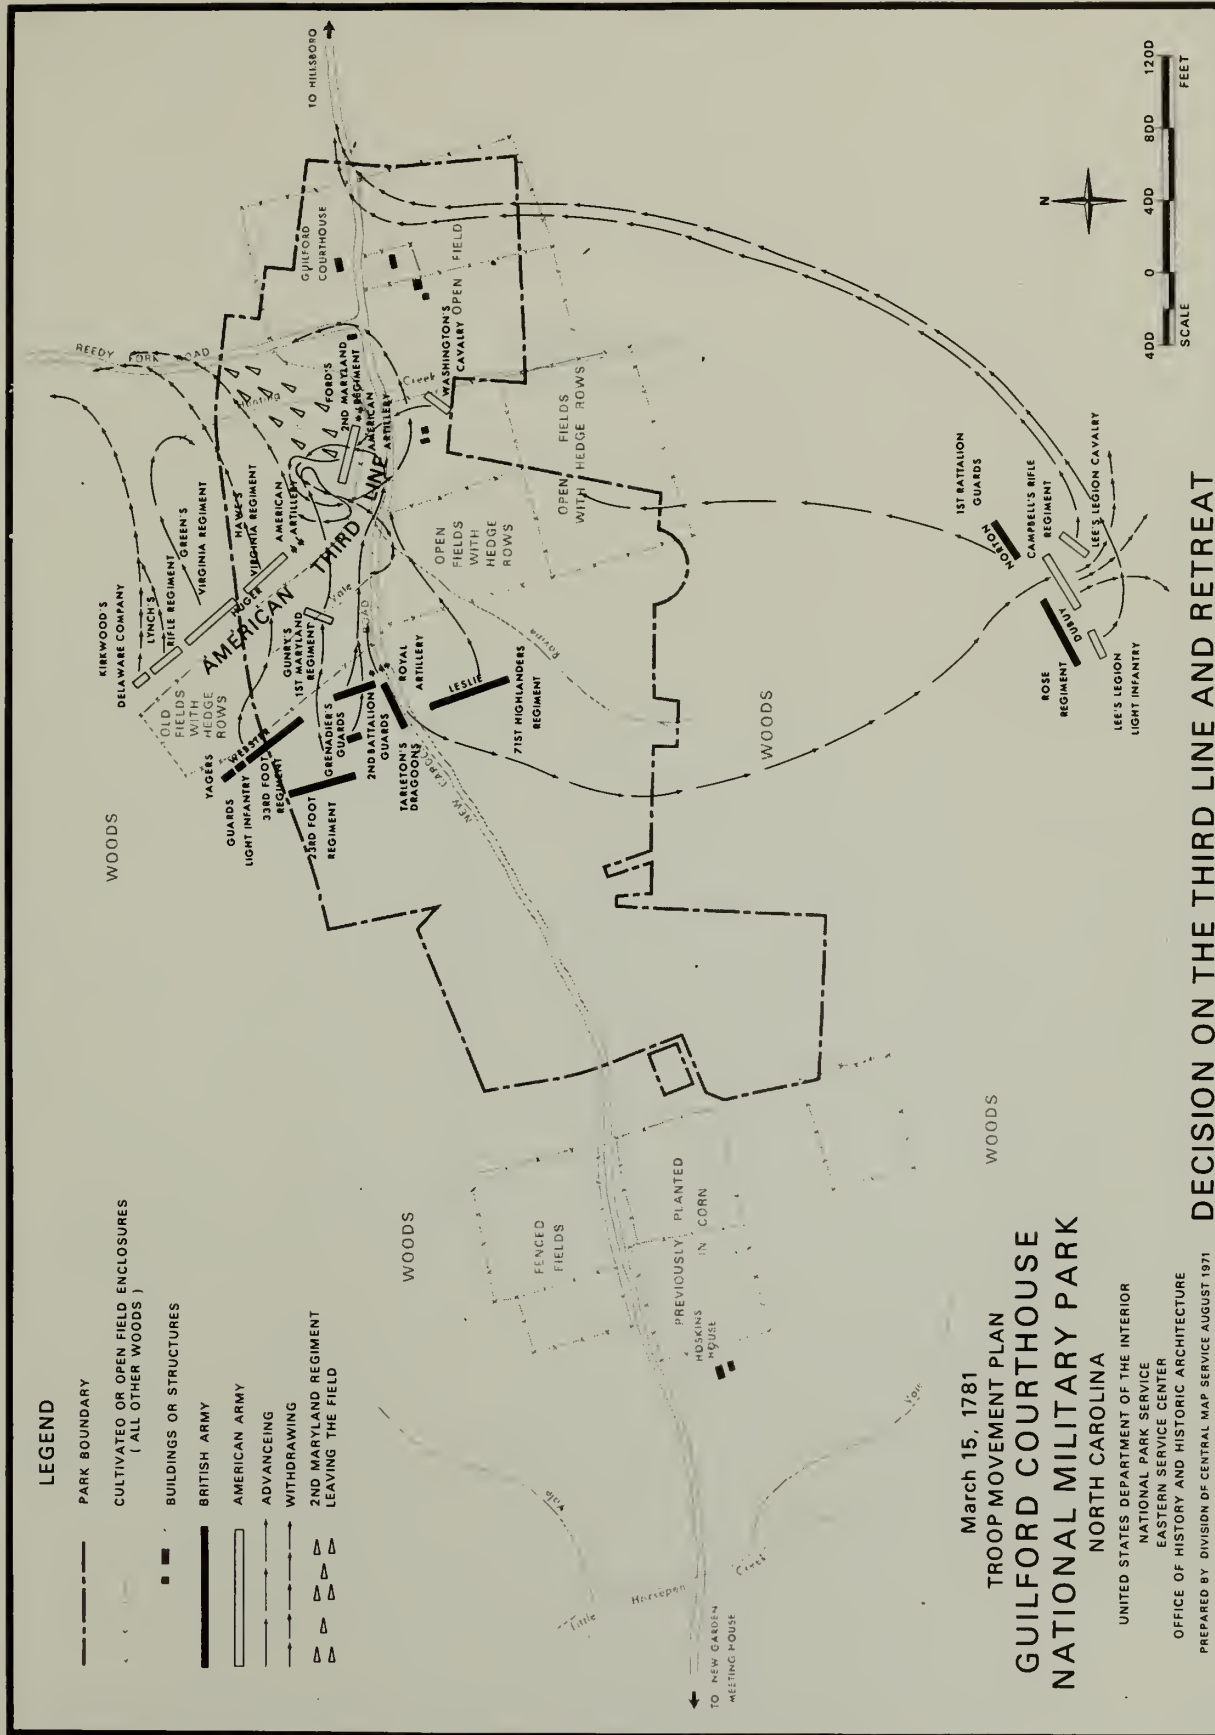 LEGEND
PARK BOUNDARY
CULTIVATED OR OPEN FIELD ENCLOSURES
( ALL OTHER WOODS )
BUILDINGS OR STRUCTURES
BRITISH ARMY
AMERICAN ARMY
ADVANCEING
WITHDRAWING
2ND MARYLAND REGIMENT
LEAVING THE FIELD
WOODS
WOODS
WOODS
WOODS
FENCED
FIELDS
PREVIOUSLY PLANTED
IN CORN
HOSKINS
HOUSE
Vale
Little
Horsepen
Creek
Vale
TO NEW GARDEN
MEETING HOUSE
KIRKWOOD'S
DELAWARE COMPANY
LYNCH'S
RIFLE REGIMENT
GREEN'S
VIRGINIA REGIMENT
HAWE'S
VIRGINIA REGIMENT
HUGER
AMERICAN
ARTILLERY
AMERICAN THIRD LINE
OLD
FIELDS
WITH
HEDGE
ROWS
YAGERS
WEBSTER
GUARDS
LIGHT INFANTRY
33RD FOOT
REGIMENT
23RD FOOT
REGIMENT
GUNRY'S
1ST MARYLAND
REGIMENT
GRENADIER'S
GUARDS
2ND BATTALION
GUARDS
TARLETON'S
DRAGOONS
ROYAL
ARTILLERY
LESLIE
71ST HIGHLANDERS
REGIMENT
Vale
ROAD
NEW GARDEN
Ravine
REEDY FORK ROAD
Hunting
Creek
FORD'S
2ND MARYLAND
REGIMENT
AMERICAN
ARTILLERY
WASHINGTON'S
CAVALRY
OPEN FIELD
GUILFORD
COURTHOUSE
TO HILLSBORO
OPEN
FIELDS
WITH
HEDGE
ROWS
OPEN FIELDS
WITH HEDGE ROWS
1ST BATTALION
GUARDS
NORTON
CAMPBELL'S RIFLE
REGIMENT
LEE'S LEGION CAVALRY
ROSE
REGIMENT
DUBUY
LEE'S LEGION
LIGHT INFANTRY
N
400 0 400 800 1200
SCALE FEET
March 15, 1781
TROOP MOVEMENT PLAN
GUILFORD COURTHOUSE
NATIONAL MILITARY PARK
NORTH CAROLINA
UNITED STATES DEPARTMENT OF THE INTERIOR
NATIONAL PARK SERVICE
EASTERN SERVICE CENTER
OFFICE OF HISTORY AND HISTORIC ARCHITECTURE
PREPARED BY DIVISION OF CENTRAL MAP SERVICE AUGUST 1971
DECISION ON THE THIRD LINE AND RETREAT